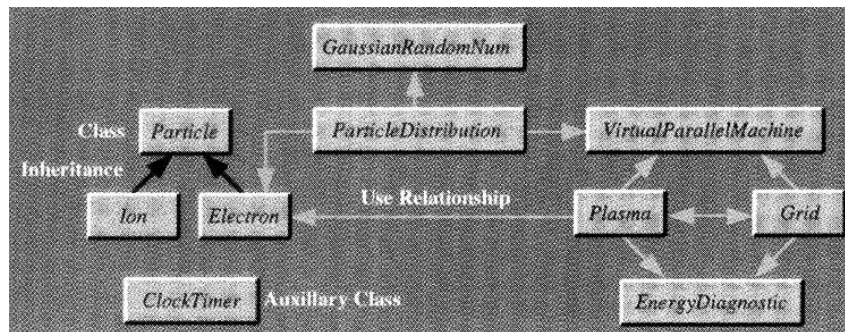 GaussianRandomNum
Class
Particle
ParticleDistribution
VirtualParallelMachine
Inheritance
Ion
Electron
Use Relationship
Plasma
Grid
ClockTimer
Auxillary Class
EnergyDiagnostic